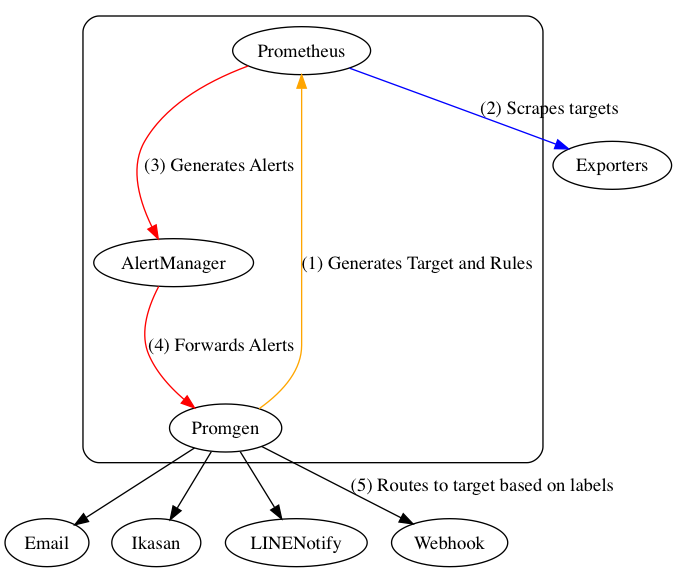 Prometheus
(2) Scrapes targets
(3) Generates Alerts
Exporters
AlertManager
(1) Generates Target and Rules
(4) Forwards Alerts
Promgen
(5) Routes to target based on labels
Email
Ikasan
LINENotify
Webhook